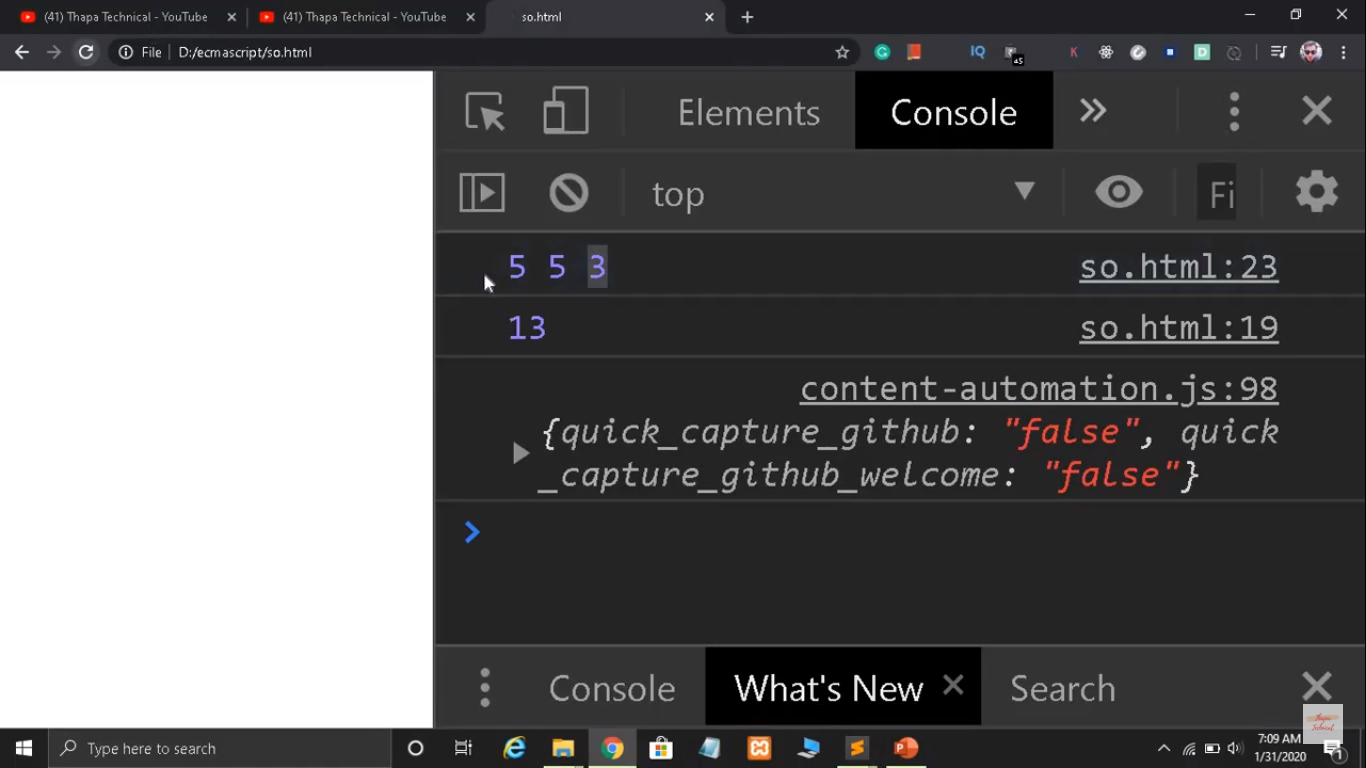 (41) Thapa Technical - YouTube
(41) Thapa Technical - YouTube
so.html
File
D:/ecmascript/so.html
IQ
45
K
Elements
Console
top
Fi
5 5 3
so.html:23
13
so.html:19
content-automation.js:98
{quick_capture_github: "false", quick
_capture_github_welcome: "false"}
Console
What's New
Search
Type here to search
7:09 AM
1/31/2020